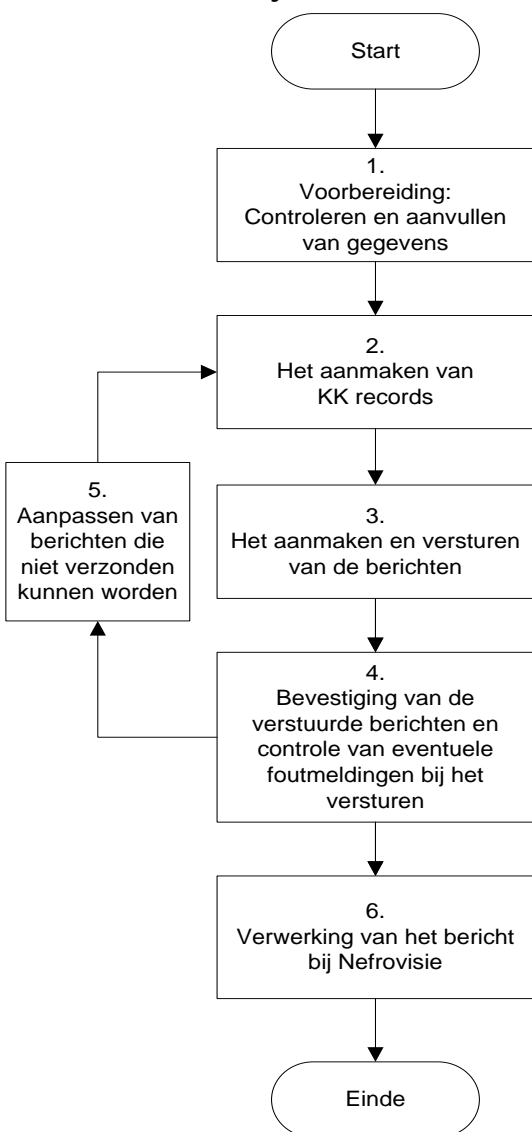 Start
1.
Voorbereiding:
Controleren en aanvullen
van gegevens
2.
Het aanmaken van
KK records
5.
Aanpassen van
berichten die
niet verzonden
kunnen worden
3.
Het aanmaken en versturen
van de berichten
4.
Bevestiging van de
verstuurde berichten en
controle van eventuele
foutmeldingen bij het
versturen
6.
Verwerking van het bericht
bij Nefrovisie
Einde